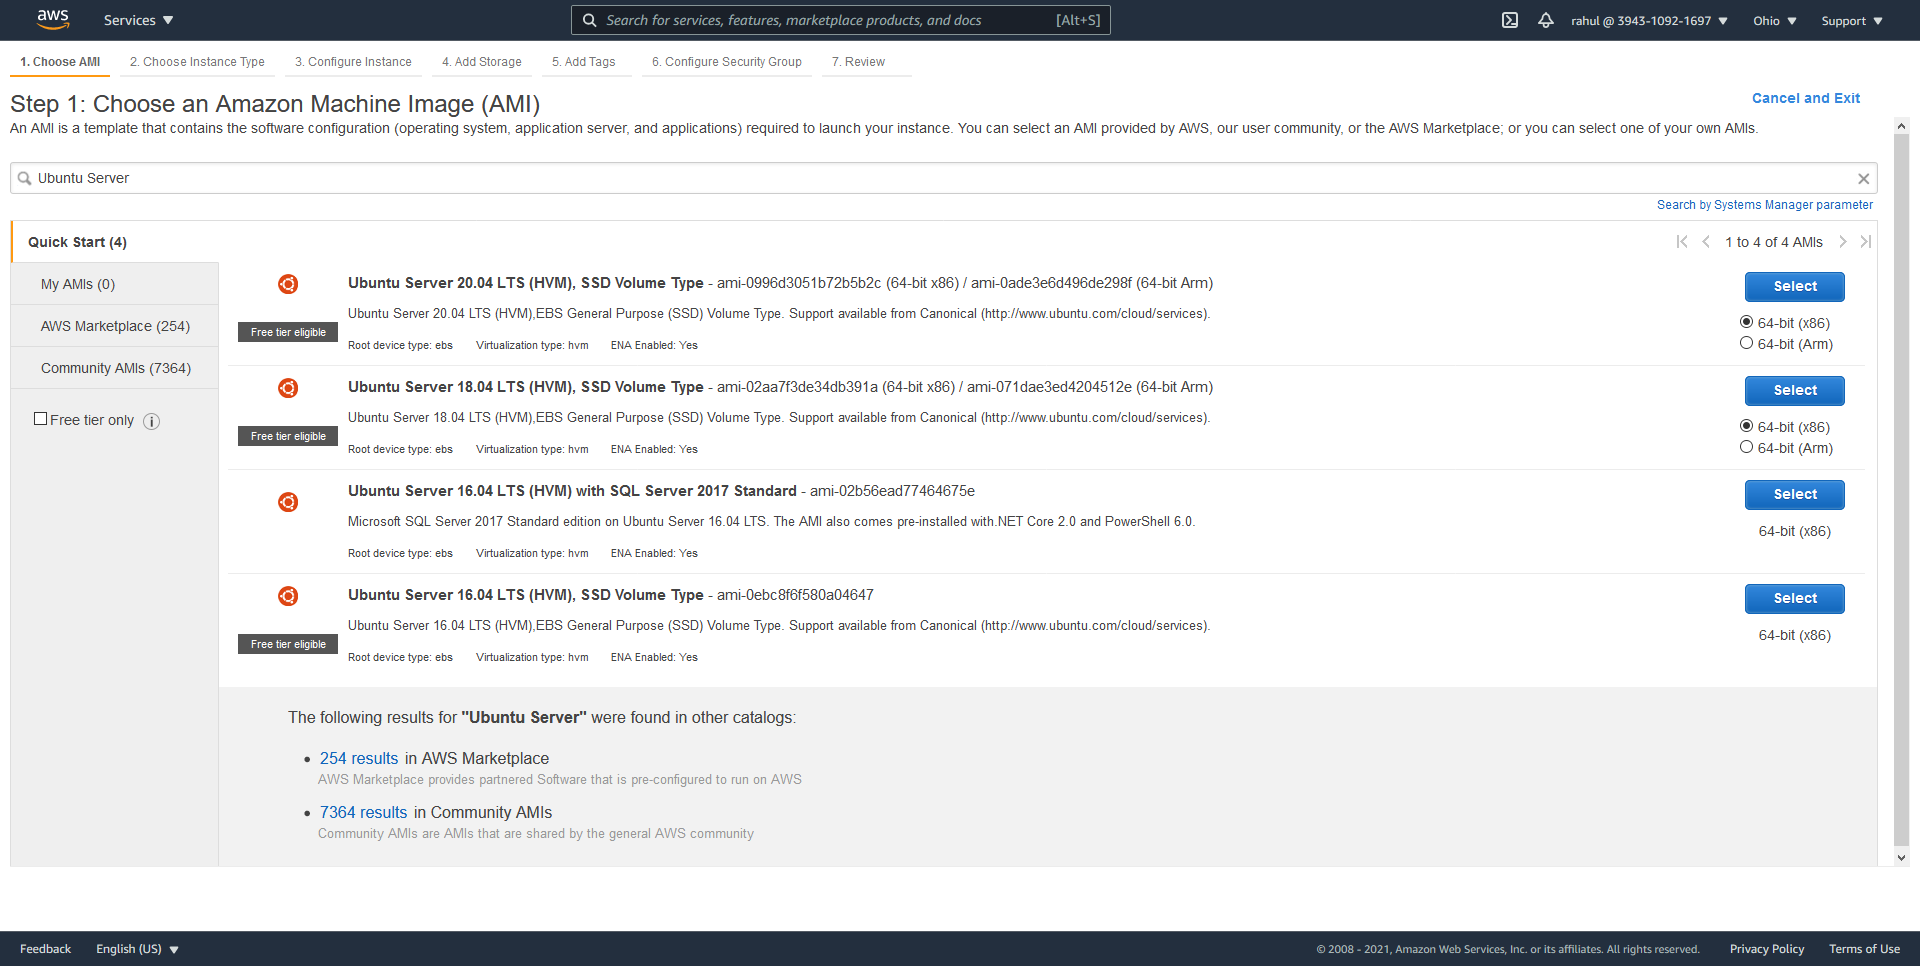 aws Services Search for services, features, marketplace products, and docs [Alt+S] rahul @ 3943-1092-1697 Ohio Support
1. Choose AMI 2. Choose Instance Type 3. Configure Instance 4. Add Storage 5. Add Tags 6. Configure Security Group 7. Review
Step 1: Choose an Amazon Machine Image (AMI) Cancel and Exit
An AMI is a template that contains the software configuration (operating system, application server, and applications) required to launch your instance. You can select an AMI provided by AWS, our user community, or the AWS Marketplace; or you can select one of your own AMIs.
Ubuntu Server
Search by Systems Manager parameter
Quick Start (4) 1 to 4 of 4 AMIs
My AMIs (0)
AWS Marketplace (254)
Community AMIs (7364)
Free tier only
Ubuntu Server 20.04 LTS (HVM), SSD Volume Type - ami-0996d3051b72b5b2c (64-bit x86) / ami-0ade3e6d496de298f (64-bit Arm) Select
Ubuntu Server 20.04 LTS (HVM),EBS General Purpose (SSD) Volume Type. Support available from Canonical (http://www.ubuntu.com/cloud/services).
Free tier eligible 64-bit (x86)
Root device type: ebs Virtualization type: hvm ENA Enabled: Yes 64-bit (Arm)
Ubuntu Server 18.04 LTS (HVM), SSD Volume Type - ami-02aa7f3de34db391a (64-bit x86) / ami-071dae3ed4204512e (64-bit Arm) Select
Ubuntu Server 18.04 LTS (HVM),EBS General Purpose (SSD) Volume Type. Support available from Canonical (http://www.ubuntu.com/cloud/services).
Free tier eligible 64-bit (x86)
Root device type: ebs Virtualization type: hvm ENA Enabled: Yes 64-bit (Arm)
Ubuntu Server 16.04 LTS (HVM) with SQL Server 2017 Standard - ami-02b56ead77464675e Select
Microsoft SQL Server 2017 Standard edition on Ubuntu Server 16.04 LTS. The AMI also comes pre-installed with.NET Core 2.0 and PowerShell 6.0.
64-bit (x86)
Root device type: ebs Virtualization type: hvm ENA Enabled: Yes
Ubuntu Server 16.04 LTS (HVM), SSD Volume Type - ami-0ebc8f6f580a04647 Select
Ubuntu Server 16.04 LTS (HVM),EBS General Purpose (SSD) Volume Type. Support available from Canonical (http://www.ubuntu.com/cloud/services).
Free tier eligible 64-bit (x86)
Root device type: ebs Virtualization type: hvm ENA Enabled: Yes
The following results for "Ubuntu Server" were found in other catalogs:
• 254 results in AWS Marketplace
AWS Marketplace provides partnered Software that is pre-configured to run on AWS
• 7364 results in Community AMIs
Community AMIs are AMIs that are shared by the general AWS community
Feedback English (US) © 2008 - 2021, Amazon Web Services, Inc. or its affiliates. All rights reserved. Privacy Policy Terms of Use